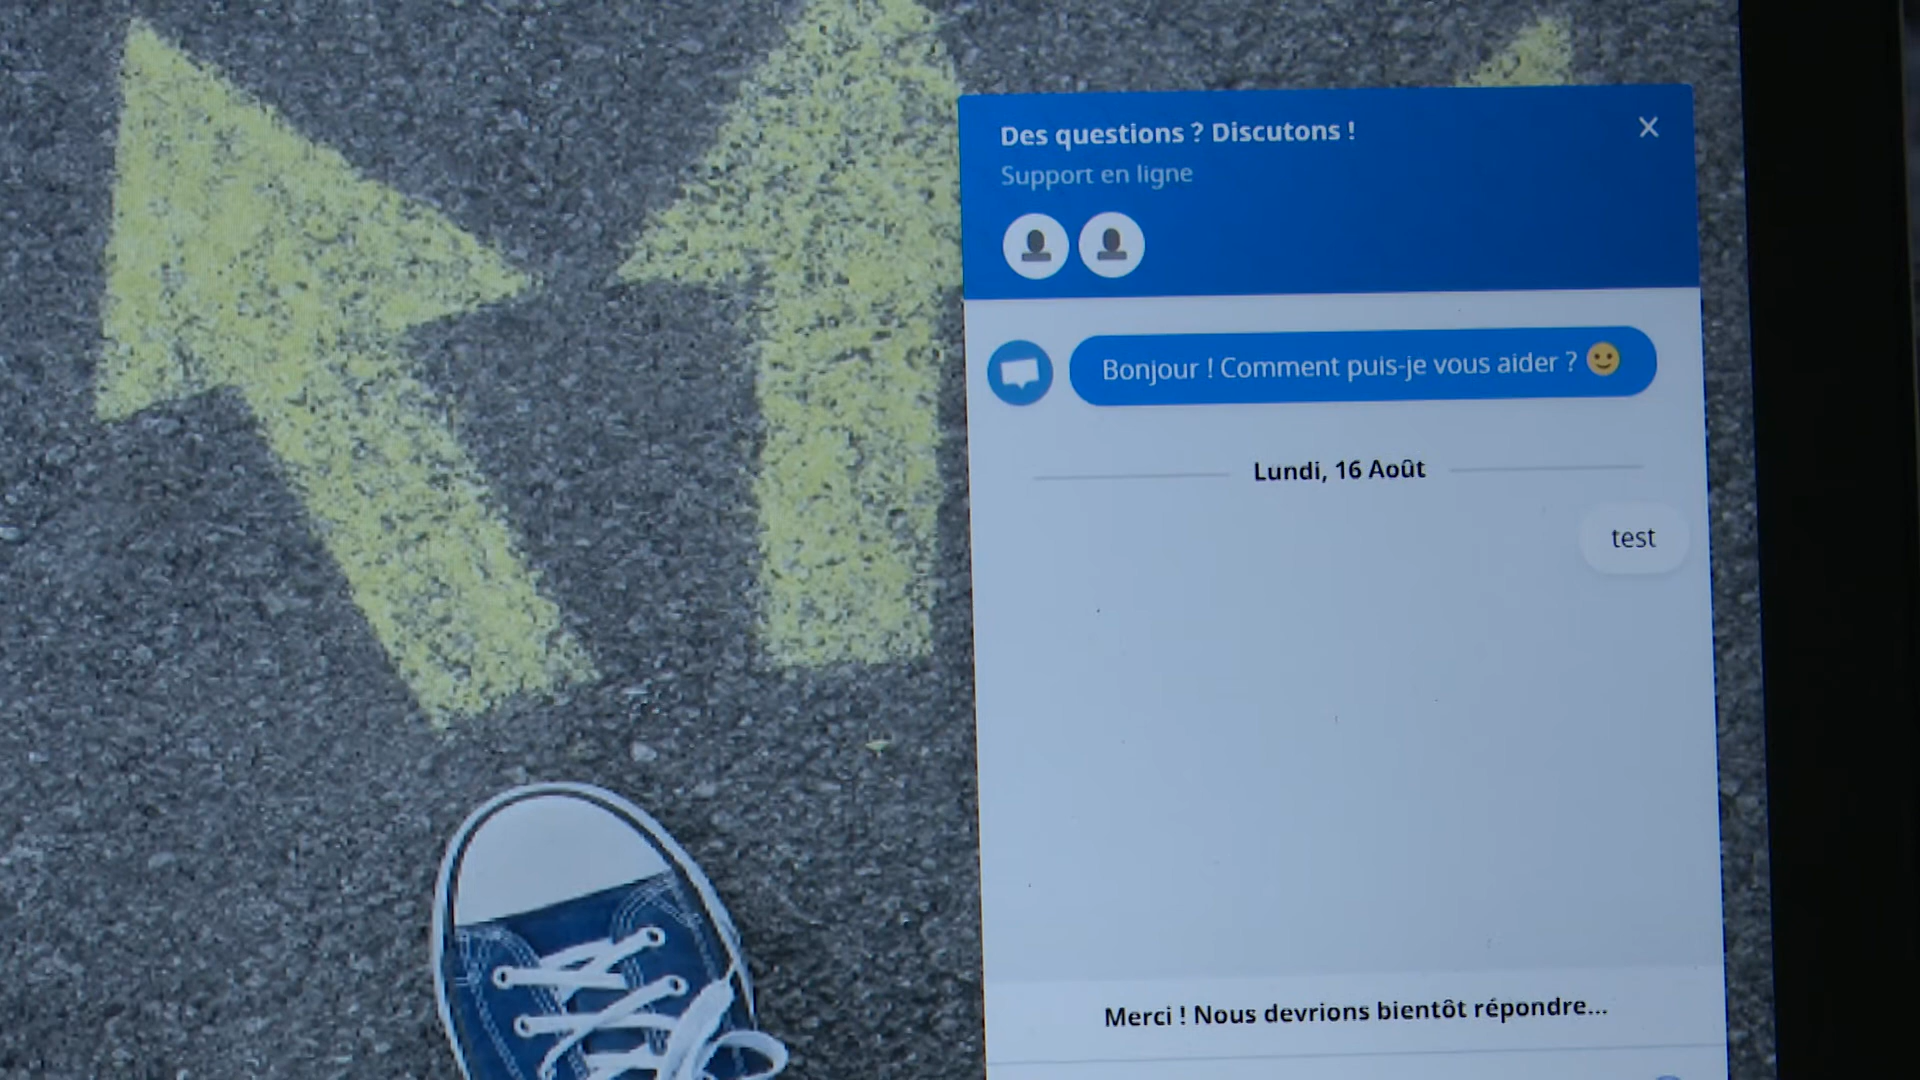 Des questions ? Discutons !
Support en ligne
Bonjour ! Comment puis-je vous aider ? 🙂
Lundi, 16 Août
test
Merci ! Nous devrions bientôt répondre...